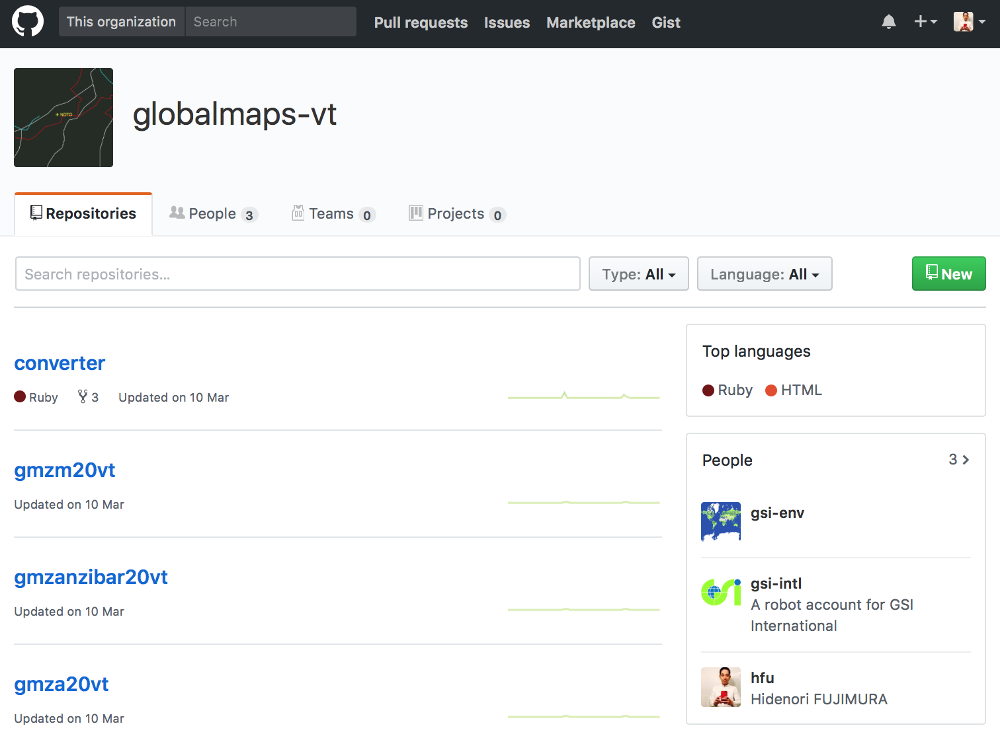 This organization Search Pull requests Issues Marketplace Gist
NOTO
globalmaps-vt
Repositories People 3 Teams 0 Projects 0
Search repositories... Type: All Language: All New
converter
Ruby 3 Updated on 10 Mar
gmzm20vt
Updated on 10 Mar
gmzanzibar20vt
Updated on 10 Mar
gmza20vt
Updated on 10 Mar
Top languages
Ruby HTML
People 3
gsi-env
GSI
gsi-intl
A robot account for GSI
International
hfu
Hidenori FUJIMURA